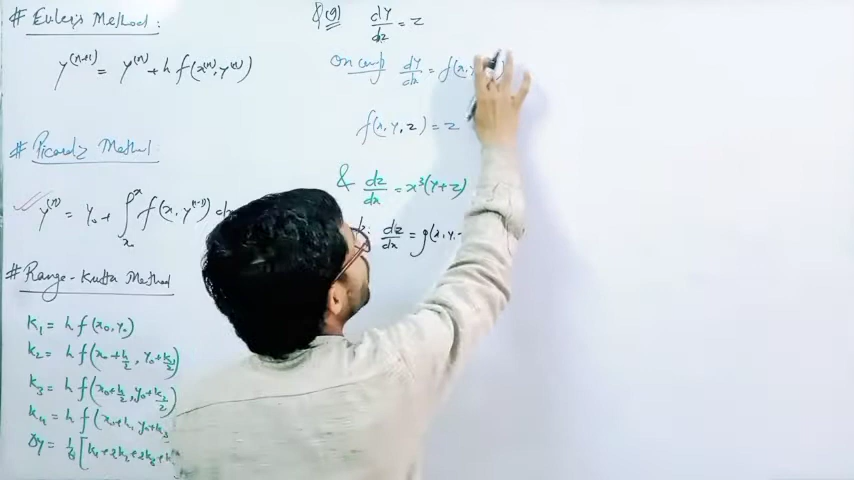 # Euler's Method:
y^(n+1) = y^(n) + h f(x^(n), y^(n))
# Picard's Method:
y^(n) = y₀ + ∫ₓ₀ˣ f(x, y^(n-1)) dx
# Range-Kutta Method
K₁ = h f(x₀, y₀)
K₂ = h f(x₀+h/2, y₀+K₁/2)
K₃ = h f(x₀+h/2, y₀+K₂/2)
K₄ = h f(x₀+h, y₀+K₃
Δy = 1/6 [K₁+2K₂+2K₃+K
Q (9) dy/dx = z
On comp dy/dx = f(x, y
f(x, y, z) = z
& dz/dx = x³(y+z)
dz/dx = g(x, y,